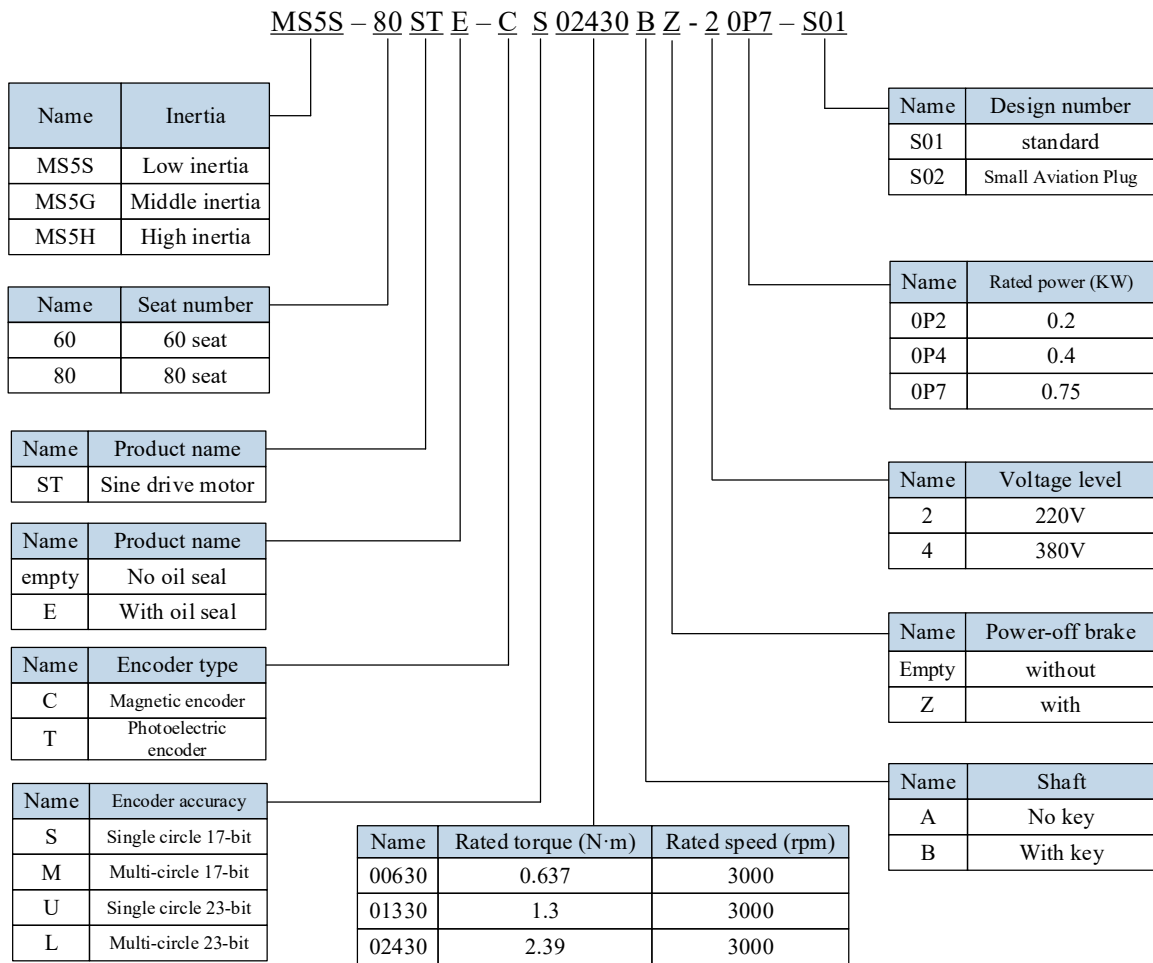 MS5S – 80 ST E – C S 02430 B Z - 2 0P7 – S01
Name Inertia
MS5S Low inertia
MS5G Middle inertia
MS5H High inertia
Name Seat number
60 60 seat
80 80 seat
Name Product name
ST Sine drive motor
Name Product name
empty No oil seal
E With oil seal
Name Encoder type
C Magnetic encoder
T Photoelectric
encoder
Name Encoder accuracy
S Single circle 17-bit
M Multi-circle 17-bit
U Single circle 23-bit
L Multi-circle 23-bit
Name Rated torque (N·m) Rated speed (rpm)
00630 0.637 3000
01330 1.3 3000
02430 2.39 3000
Name Design number
S01 standard
S02 Small Aviation Plug
Name Rated power (KW)
0P2 0.2
0P4 0.4
0P7 0.75
Name Voltage level
2 220V
4 380V
Name Power-off brake
Empty without
Z with
Name Shaft
A No key
B With key